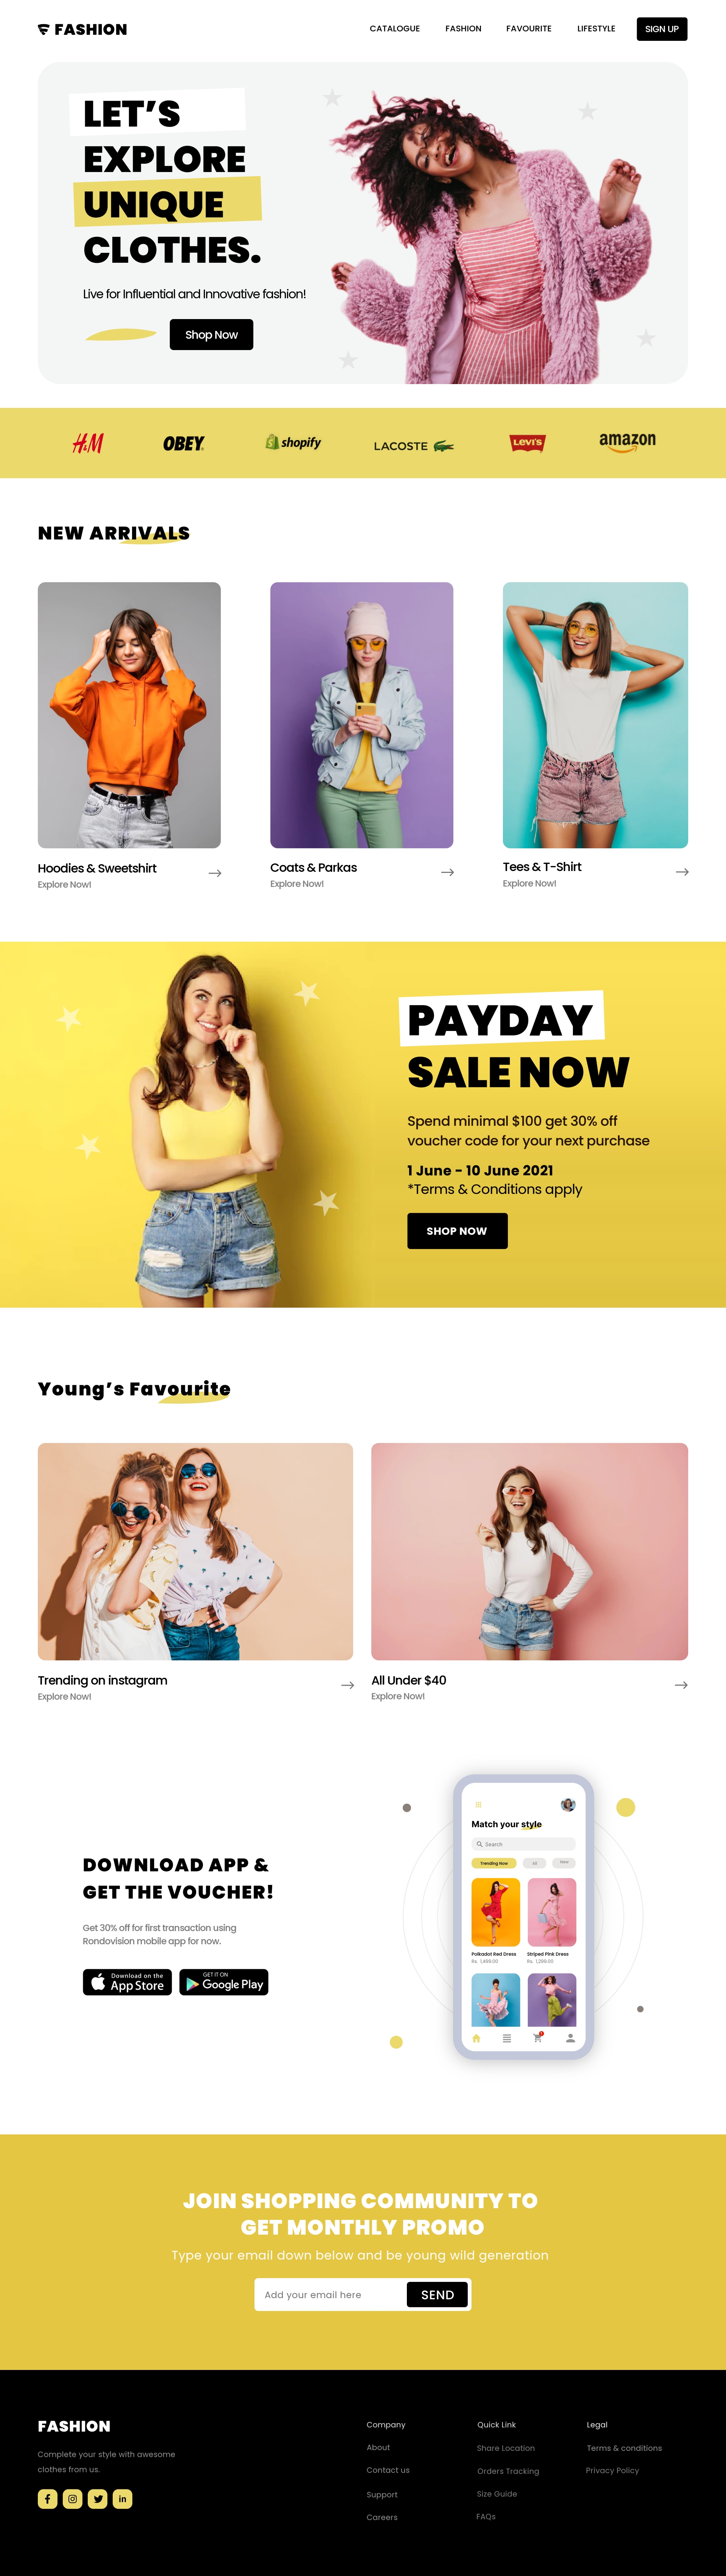 FASHION
CATALOGUE
FASHION
FAVOURITE
LIFESTYLE
SIGN UP
LET’S
EXPLORE
UNIQUE
CLOTHES.
Live for Influential and Innovative fashion!
Shop Now
H&M
OBEY
shopify
LACOSTE
Levi's
amazon
NEW ARRIVALS
Hoodies & Sweetshirt
Explore Now!
Coats & Parkas
Explore Now!
Tees & T-Shirt
Explore Now!
PAYDAY
SALE NOW
Spend minimal $100 get 30% off
voucher code for your next purchase
1 June - 10 June 2021
*Terms & Conditions apply
SHOP NOW
Young’s Favourite
Trending on instagram
Explore Now!
All Under $40
Explore Now!
DOWNLOAD APP &
GET THE VOUCHER!
Get 30% off for first transaction using
Rondovision mobile app for now.
Download on the
App Store
GET IT ON
Google Play
Match your style
Search
Trending Now
All
New
Polkadot Red Dress
Rs. 1,499.00
Striped Pink Dress
Rs. 1,299.00
JOIN SHOPPING COMMUNITY TO
GET MONTHLY PROMO
Type your email down below and be young wild generation
Add your email here
SEND
FASHION
Complete your style with awesome
clothes from us.
Company
About
Contact us
Support
Careers
Quick Link
Share Location
Orders Tracking
Size Guide
FAQs
Legal
Terms & conditions
Privacy Policy